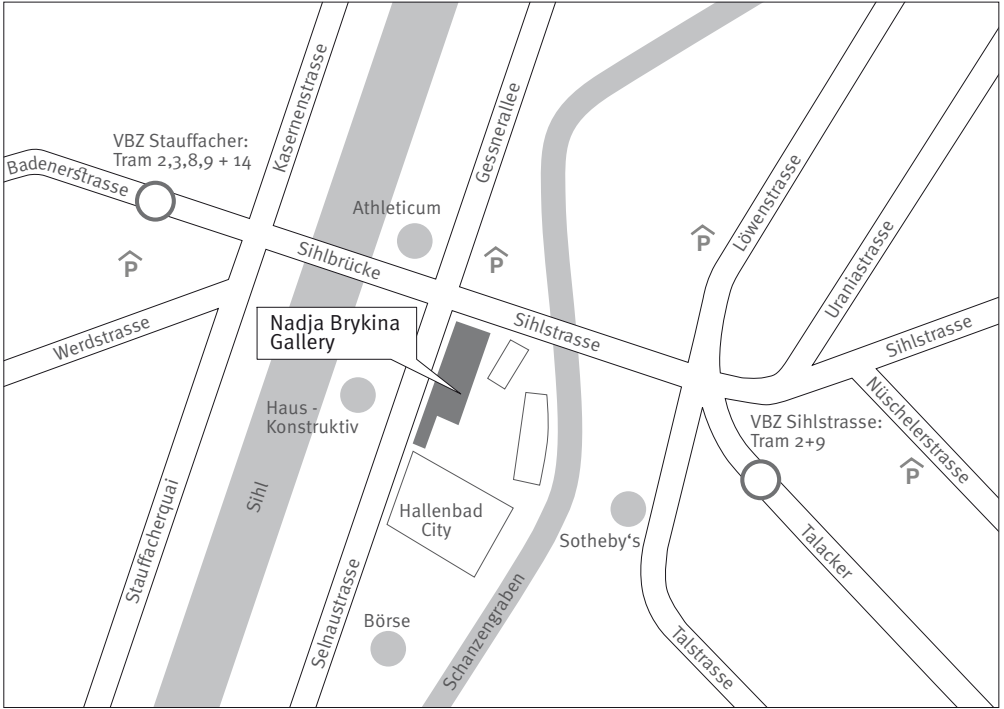 VBZ Stauffacher:
Tram 2,3,8,9 + 14
Badenerstrasse
Kasernenstrasse
Gessnerallee
Athleticum
Sihlbrücke
P
P
P
Löwenstrasse
Uraniastrasse
Sihlstrasse
Sihlstrasse
Werdstrasse
Nadja Brykina
Gallery
Haus -
Konstruktiv
Nüschelerstrasse
VBZ Sihlstrasse:
Tram 2+9
P
Stauffacherquai
Sihl
Hallenbad
City
Sotheby‘s
Talacker
Selnaustrasse
Börse
Schanzengraben
Talstrasse